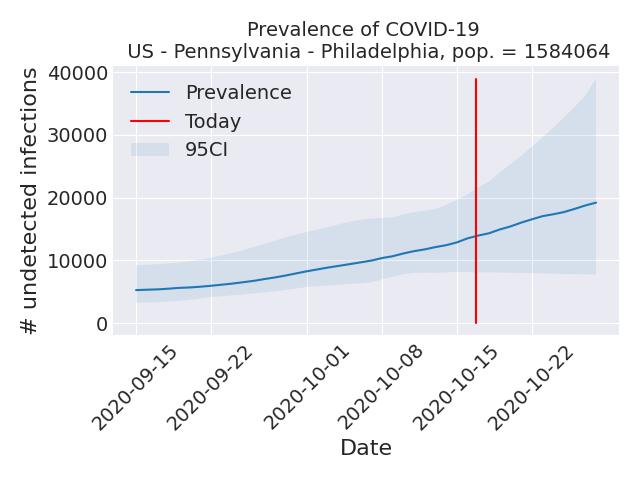 Prevalence of COVID-19
US - Pennsylvania - Philadelphia, pop. = 1584064
# undetected infections
40000
30000
20000
10000
0
Prevalence
Today
95CI
2020-09-15
2020-09-22
2020-10-01
2020-10-08
2020-10-15
2020-10-22
Date